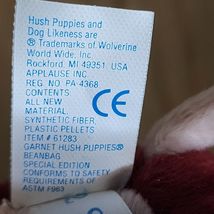 Hush Puppies and
Dog Likeness are
® Trademarks of Wolverine
World Wide, Inc.
Rockford, MI 49351. USA
APPLAUSE INC.
REG. NO. PA-4368
CONTENTS
ALL NEW
MATERIAL
SYNTHETIC FIBER,
PLASTIC PELLETS
ITEM # 61283
GARNET HUSH PUPPIES®
BEANBAG
SPECIAL EDITION
CONFORMS TO SAFETY
REQUIREMENTS OF
ASTM F963
CE